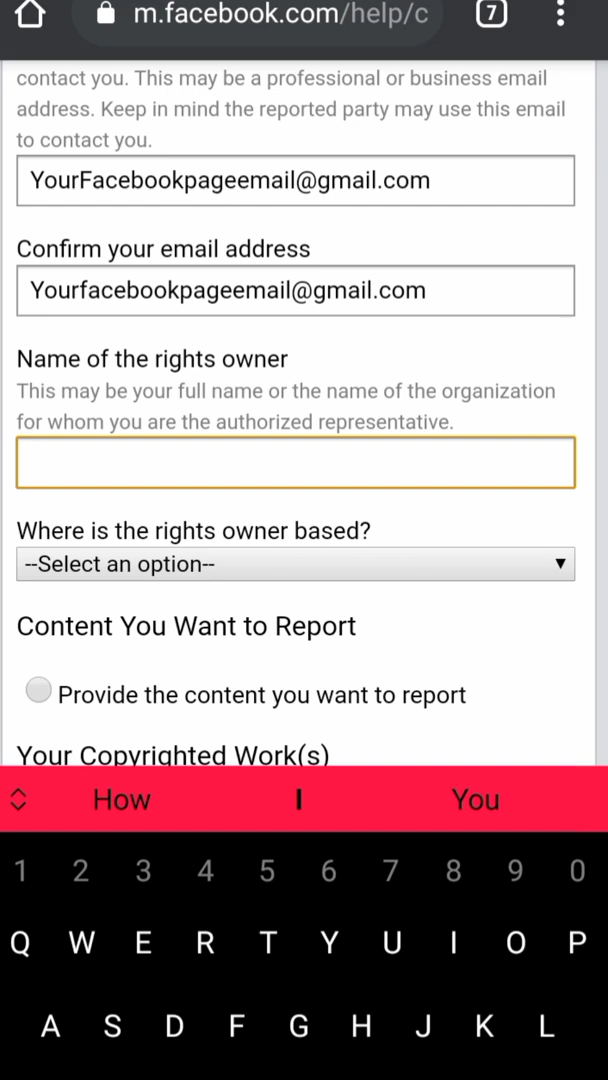 m.facebook.com/help/c 7
contact you. This may be a professional or business email
address. Keep in mind the reported party may use this email
to contact you.
YourFacebookpageemail@gmail.com
Confirm your email address
Yourfacebookpageemail@gmail.com
Name of the rights owner
This may be your full name or the name of the organization
for whom you are the authorized representative.
Where is the rights owner based?
--Select an option--
Content You Want to Report
Provide the content you want to report
Your Copyrighted Work(s)
How I You
1 2 3 4 5 6 7 8 9 0
Q W E R T Y U I O P
A S D F G H J K L